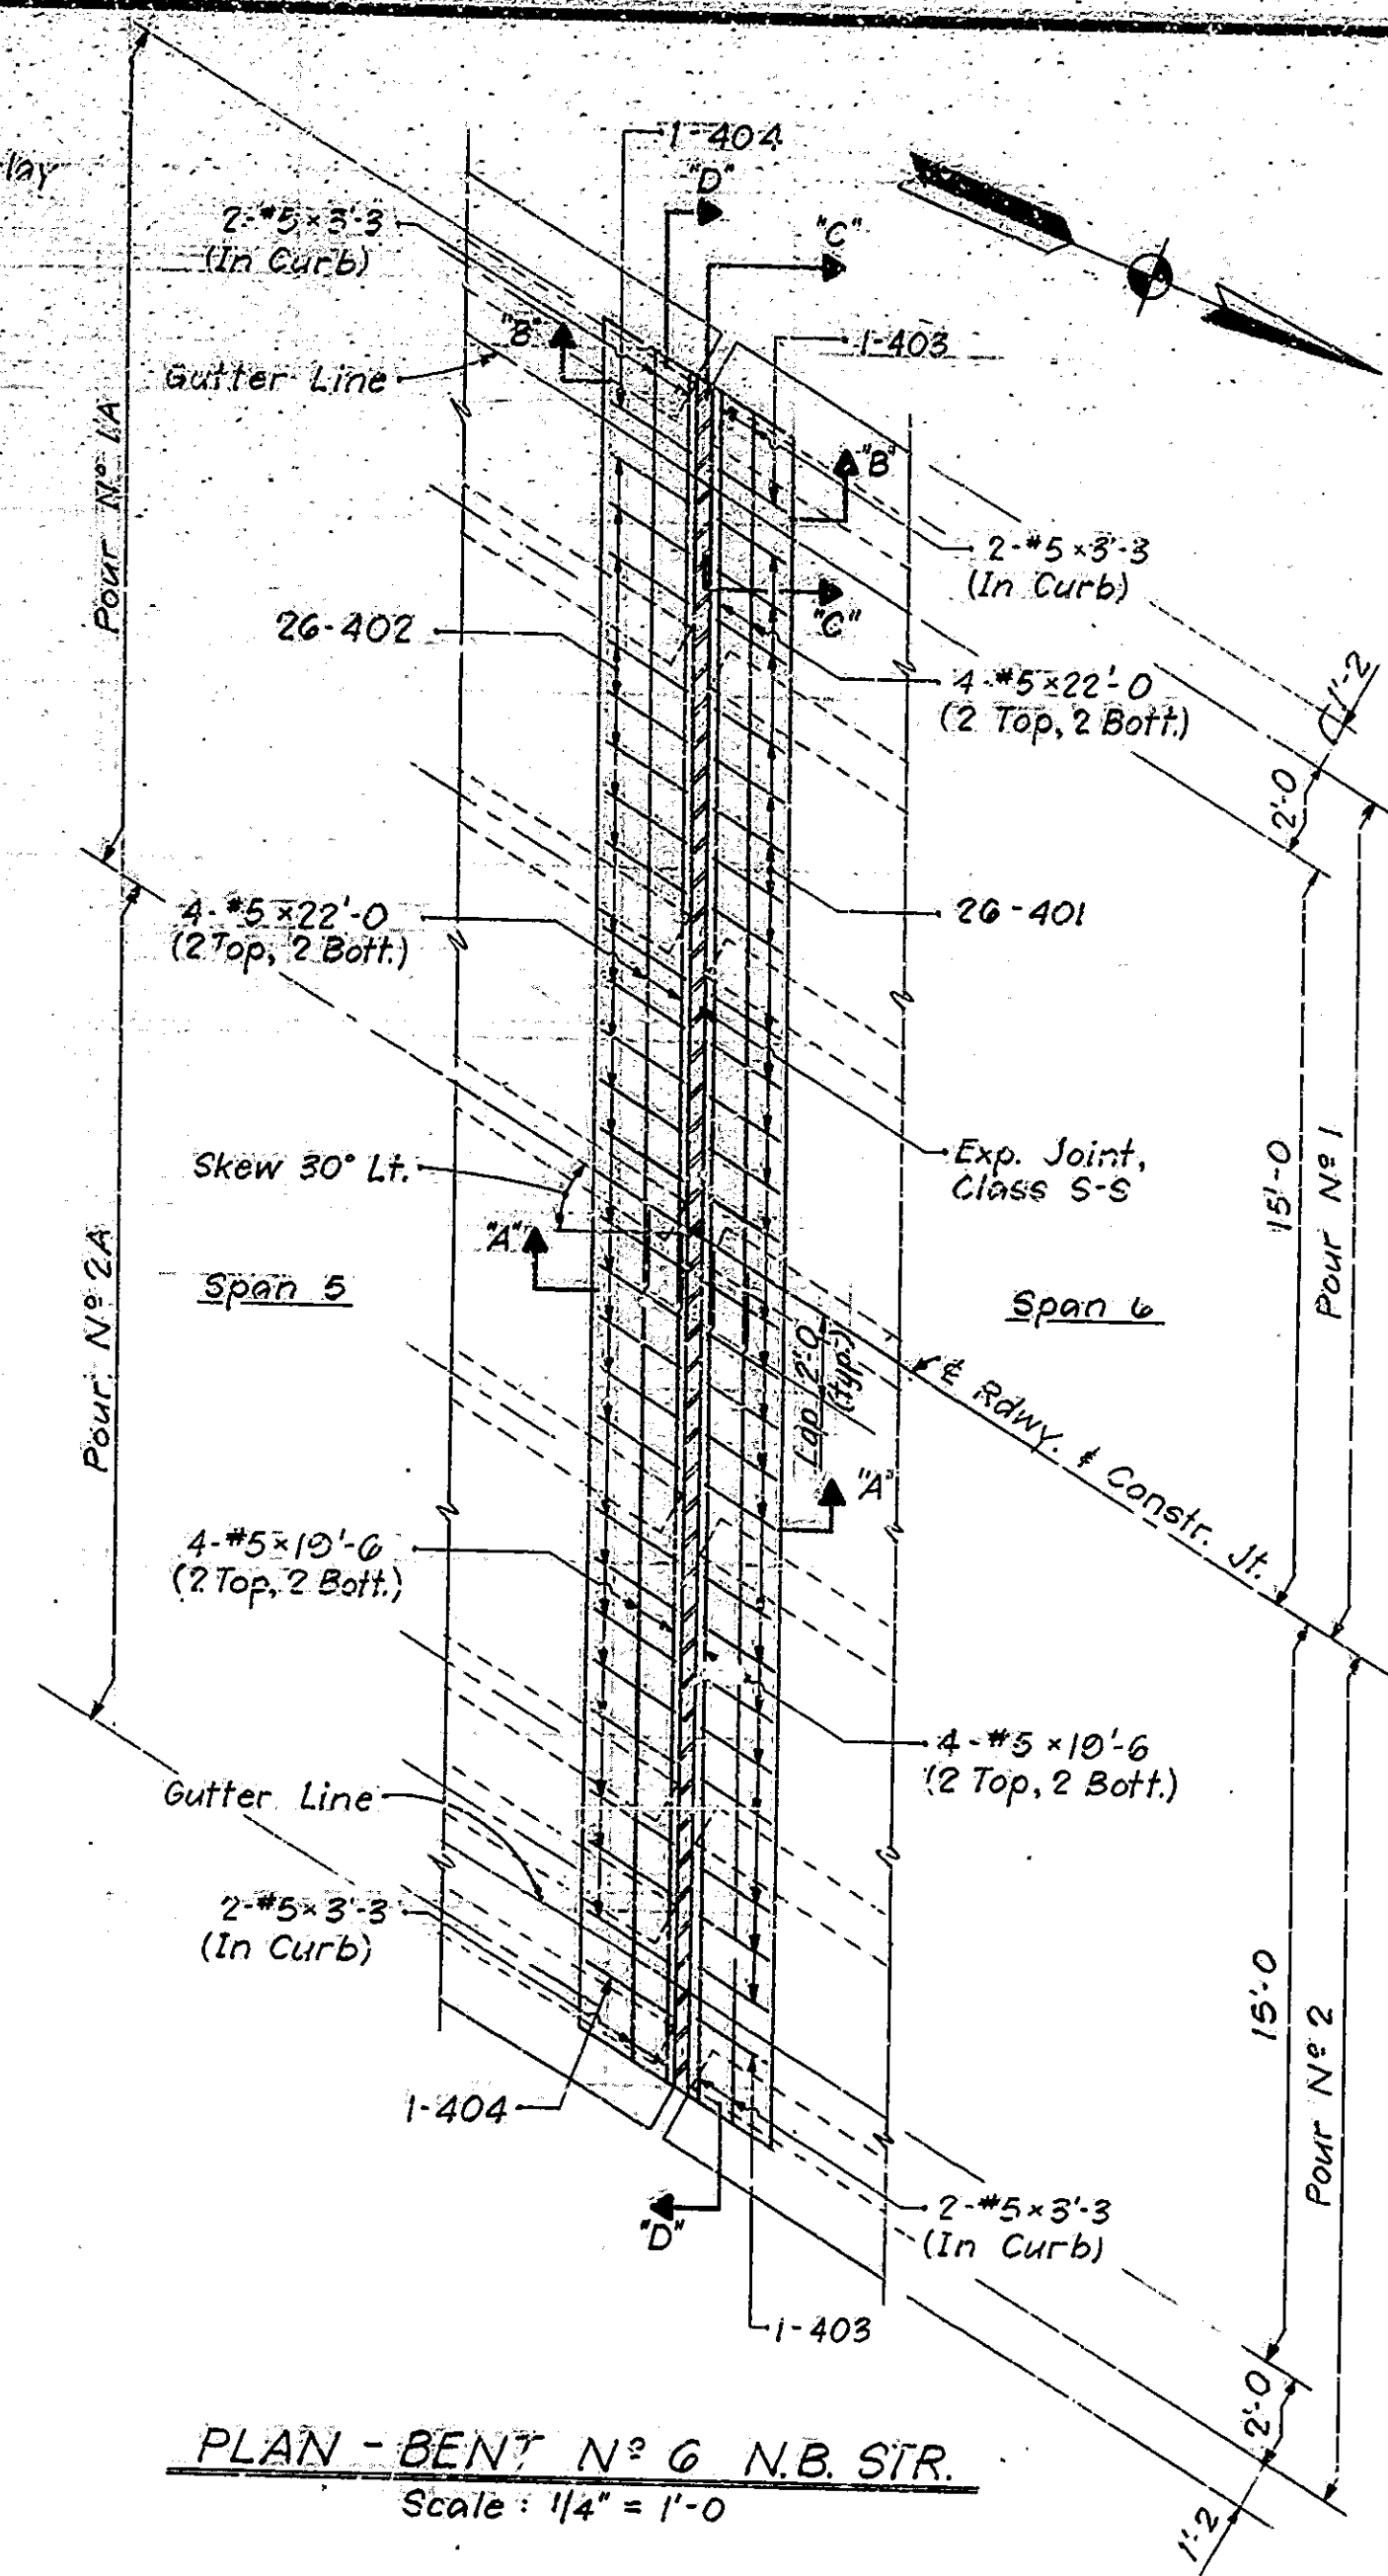 1-404
"D"
2-#5×3'-3
(In Curb)
"C"
"B"
1-403
Gutter Line
"B"
Pour Nº 1A
2-#5×3'-3
(In Curb)
"C"
26-402
4-#5×22'-0
(2 Top, 2 Bott.)
1'-2
2'-0
4-#5×22'-0
(2 Top, 2 Bott.)
26-401
Skew 30° Lt.
Exp. Joint,
Class S-S
15'-0
Pour Nº 1
"A"
Pour Nº 2A
Span 5
Span 6
Lap 2'-0
(typ.)
℄ Rdwy. & Constr. Jt.
"A"
4-#5×19'-6
(2 Top, 2 Bott.)
4-#5×19'-6
(2 Top, 2 Bott.)
Gutter Line
2-#5×3'-3
(In Curb)
15'-0
Pour Nº 2
1-404
2-#5×3'-3
(In Curb)
"D"
1-403
2'-0
1'-2
PLAN - BENT Nº 6 N.B. STR.
Scale : 1/4" = 1'-0